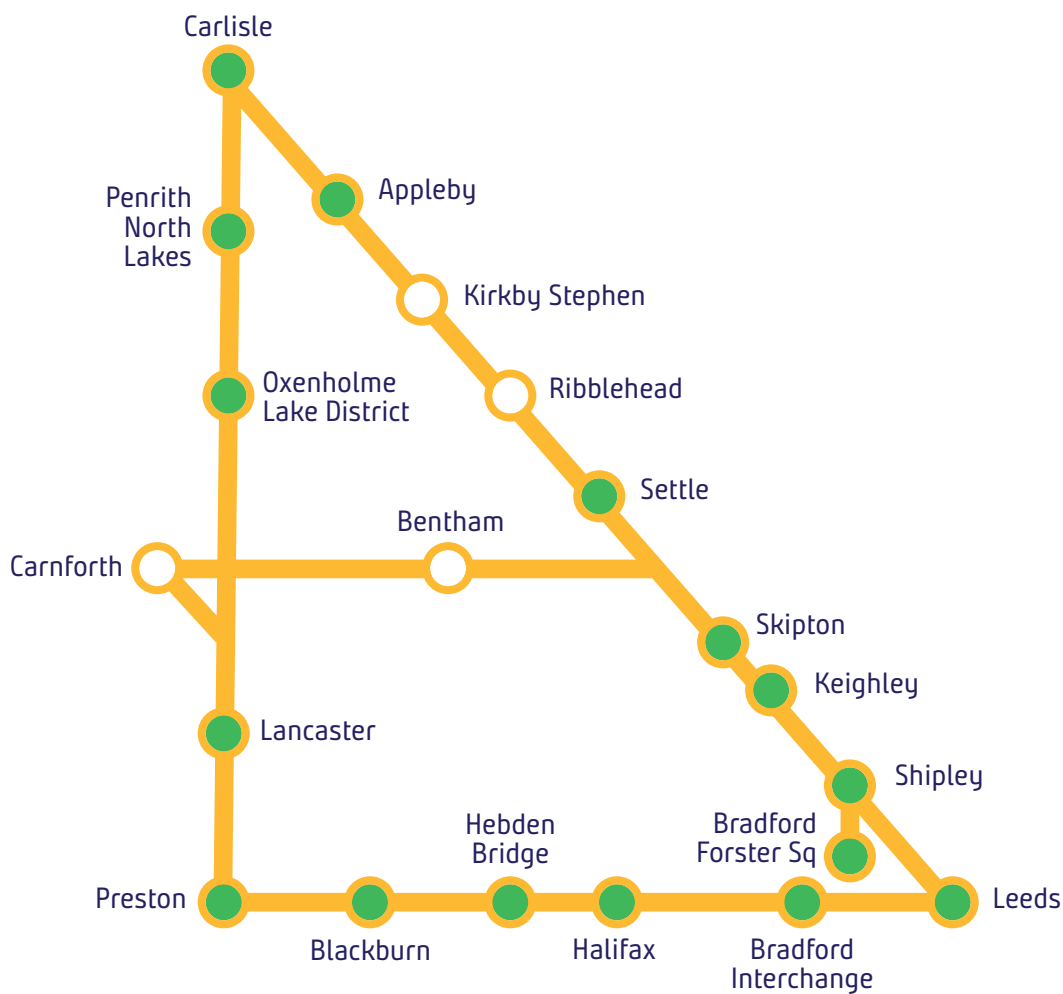 Carlisle
Penrith
North
Lakes
Appleby
Kirkby Stephen
Oxenholme
Lake District
Ribblehead
Settle
Bentham
Carnforth
Skipton
Keighley
Lancaster
Shipley
Hebden
Bridge
Bradford
Forster Sq
Preston
Leeds
Blackburn
Halifax
Bradford
Interchange